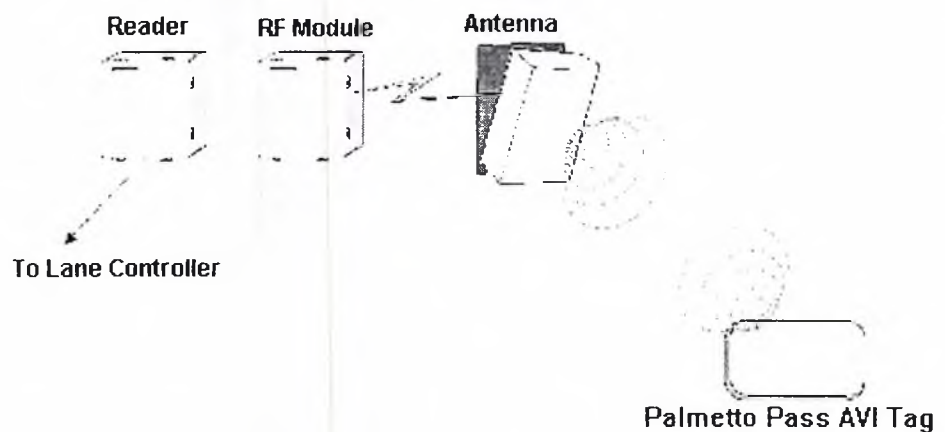 Reader
RF Module
Antenna
To Lane Controller
Palmetto Pass AVI Tag